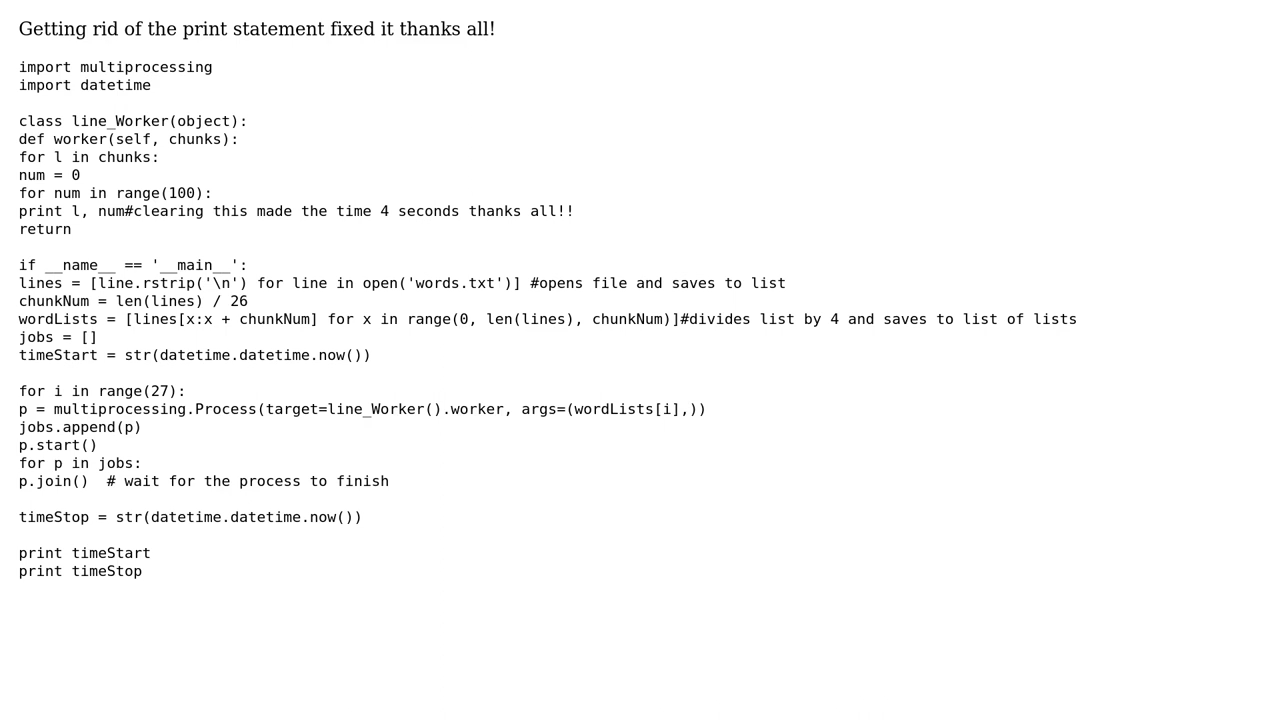 Getting rid of the print statement fixed it thanks all!
import multiprocessing
import datetime
class line_Worker(object):
def worker(self, chunks):
for l in chunks:
num = 0
for num in range(100):
print l, num#clearing this made the time 4 seconds thanks all!!
return
if __name__ == '__main__':
lines = [line.rstrip('\n') for line in open('words.txt')] #opens file and saves to list
chunkNum = len(lines) / 26
wordLists = [lines[x:x + chunkNum] for x in range(0, len(lines), chunkNum)]#divides list by 4 and saves to list of lists
jobs = []
timeStart = str(datetime.datetime.now())
for i in range(27):
p = multiprocessing.Process(target=line_Worker().worker, args=(wordLists[i],))
jobs.append(p)
p.start()
for p in jobs:
p.join()  # wait for the process to finish
timeStop = str(datetime.datetime.now())
print timeStart
print timeStop